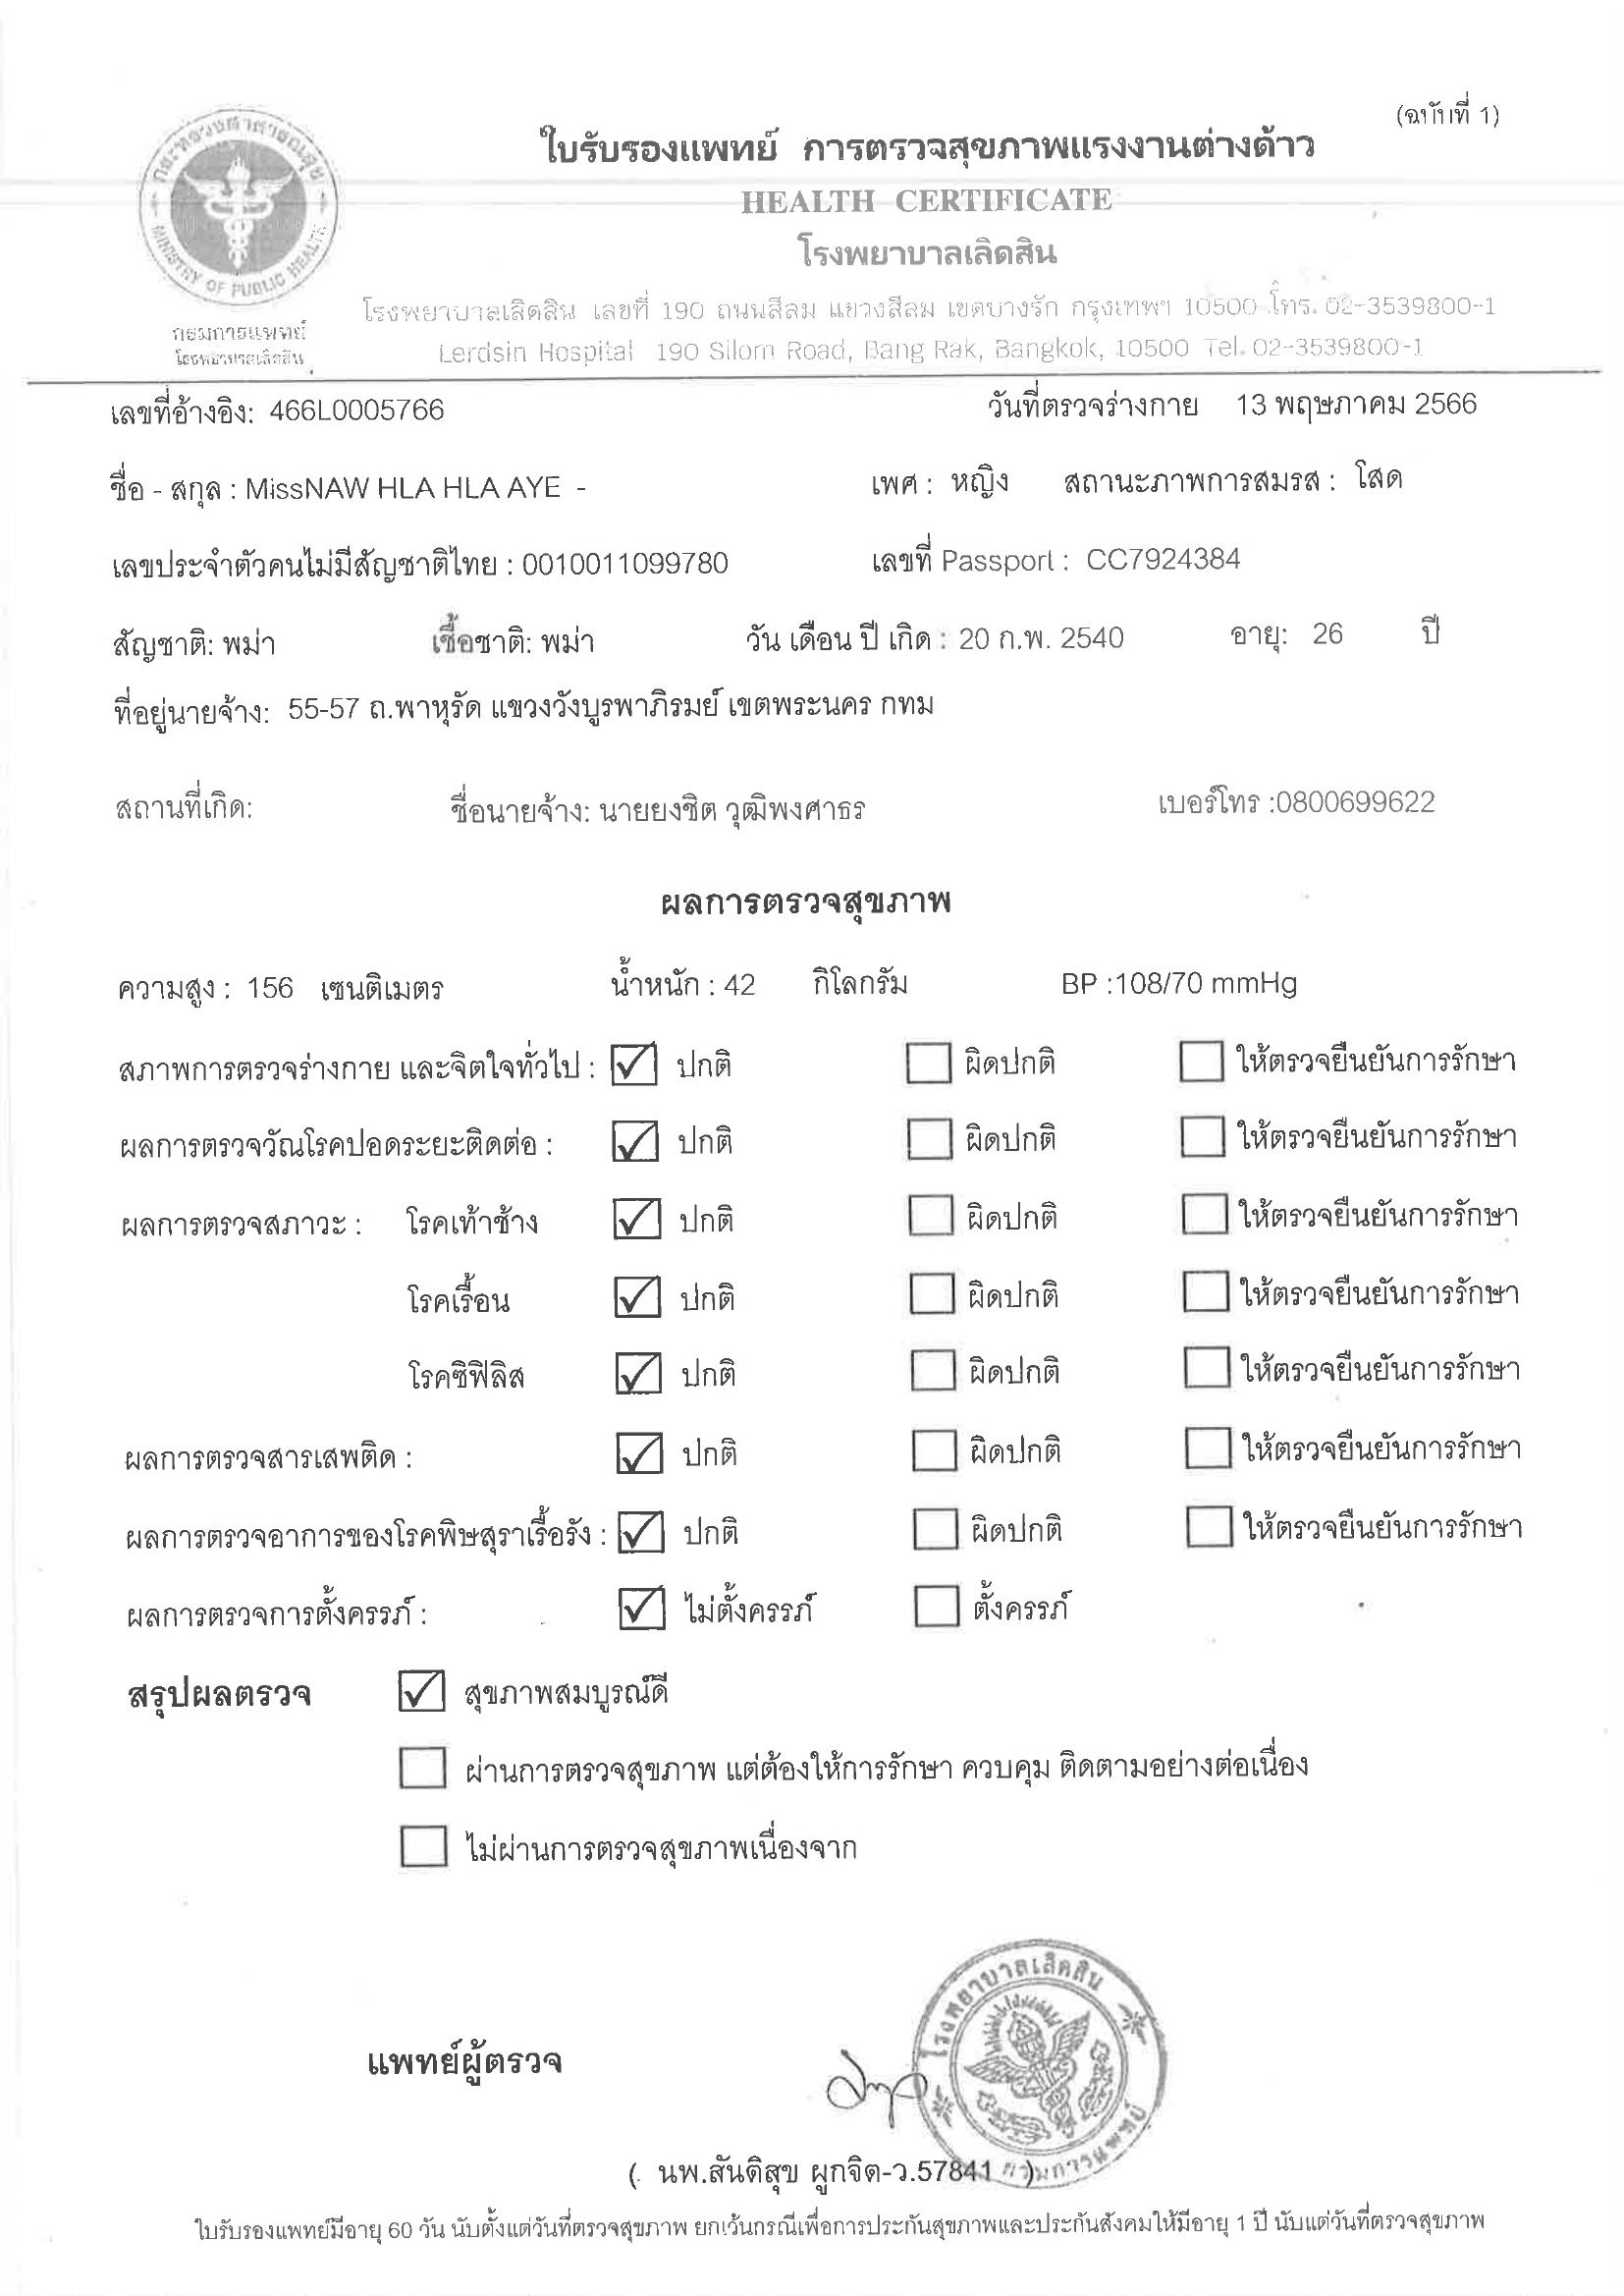 (ฉบับที่ 1)
ใบรับรองแพทย์ การตรวจสุขภาพแรงงานต่างด้าว
HEALTH CERTIFICATE
โรงพยาบาลเลิดสิน
กระทรวงสาธารณสุข
MINISTRY OF PUBLIC HEALTH
กรมการแพทย์
โรงพยาบาลเลิดสิน
โรงพยาบาลเลิดสิน เลขที่ 190 ถนนสีลม แขวงสีลม เขตบางรัก กรุงเทพฯ 10500 โทร. 02-3539800-1
Lerdsin Hospital 190 Silom Road, Bang Rak, Bangkok, 10500 Tel. 02-3539800-1
เลขที่อ้างอิง: 466L0005766 วันที่ตรวจร่างกาย 13 พฤษภาคม 2566
ชื่อ - สกุล : MissNAW HLA HLA AYE - เพศ : หญิง สถานะภาพการสมรส : โสด
เลขประจำตัวคนไม่มีสัญชาติไทย : 0010011099780 เลขที่ Passport : CC7924384
สัญชาติ: พม่า เชื้อชาติ: พม่า วัน เดือน ปี เกิด : 20 ก.พ. 2540 อายุ: 26 ปี
ที่อยู่นายจ้าง: 55-57 ถ.พาหุรัด แขวงวังบูรพาภิรมย์ เขตพระนคร กทม
สถานที่เกิด: ชื่อนายจ้าง: นายยงชิต วุฒิพงศาธร เบอร์โทร :0800699622
ผลการตรวจสุขภาพ
ความสูง : 156 เซนติเมตร น้ำหนัก : 42 กิโลกรัม BP :108/70 mmHg
สภาพการตรวจร่างกาย และจิตใจทั่วไป : ปกติ ผิดปกติ ให้ตรวจยืนยันการรักษา
ผลการตรวจวัณโรคปอดระยะติดต่อ : ปกติ ผิดปกติ ให้ตรวจยืนยันการรักษา
ผลการตรวจสภาวะ : โรคเท้าช้าง ปกติ ผิดปกติ ให้ตรวจยืนยันการรักษา
โรคเรื้อน ปกติ ผิดปกติ ให้ตรวจยืนยันการรักษา
โรคซิฟิลิส ปกติ ผิดปกติ ให้ตรวจยืนยันการรักษา
ผลการตรวจสารเสพติด : ปกติ ผิดปกติ ให้ตรวจยืนยันการรักษา
ผลการตรวจอาการของโรคพิษสุราเรื้อรัง : ปกติ ผิดปกติ ให้ตรวจยืนยันการรักษา
ผลการตรวจการตั้งครรภ์ : ไม่ตั้งครรภ์ ตั้งครรภ์
สรุปผลตรวจ สุขภาพสมบูรณ์ดี
ผ่านการตรวจสุขภาพ แต่ต้องให้การรักษา ควบคุม ติดตามอย่างต่อเนื่อง
ไม่ผ่านการตรวจสุขภาพเนื่องจาก
โรงพยาบาลเลิดสิน
แพทย์ผู้ตรวจ
กรมการแพทย์
( นพ.สันติสุข ผูกจิต-ว.57841 )
ใบรับรองแพทย์มีอายุ 60 วัน นับตั้งแต่วันที่ตรวจสุขภาพ ยกเว้นกรณีเพื่อการประกันสุขภาพและประกันสังคมให้มีอายุ 1 ปี นับแต่วันที่ตรวจสุขภาพ